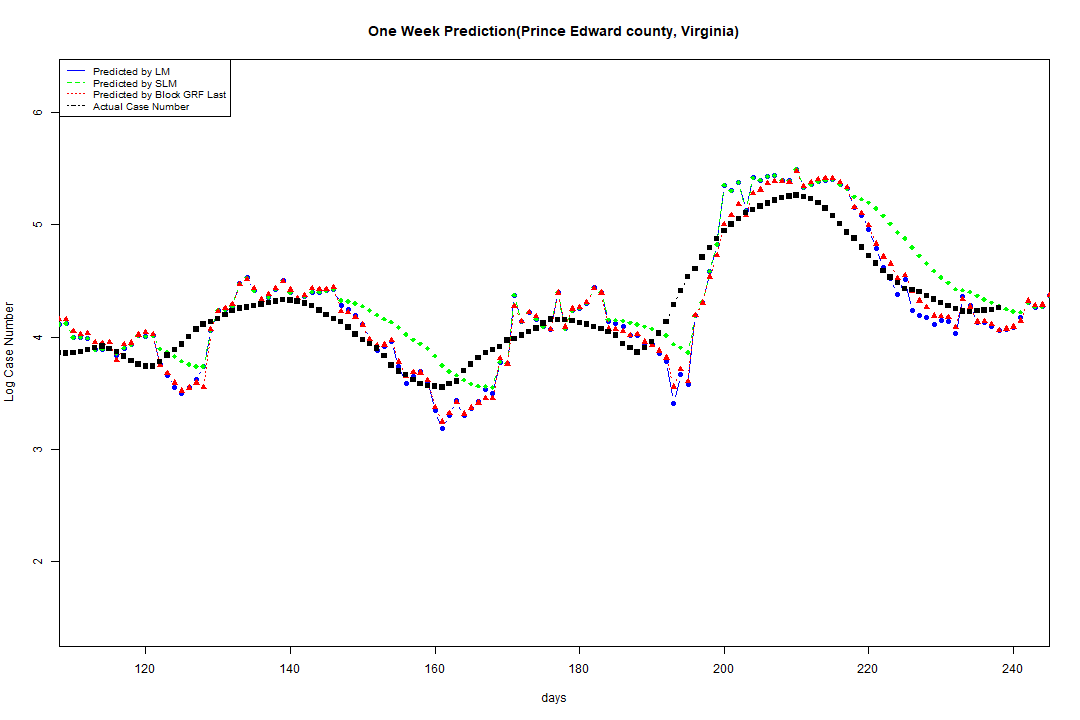 One Week Prediction(Prince Edward county, Virginia)
Predicted by LM
Predicted by SLM
Predicted by Block GRF Last
Actual Case Number
6
5
4
3
2
Log Case Number
120 140 160 180 200 220 240
days